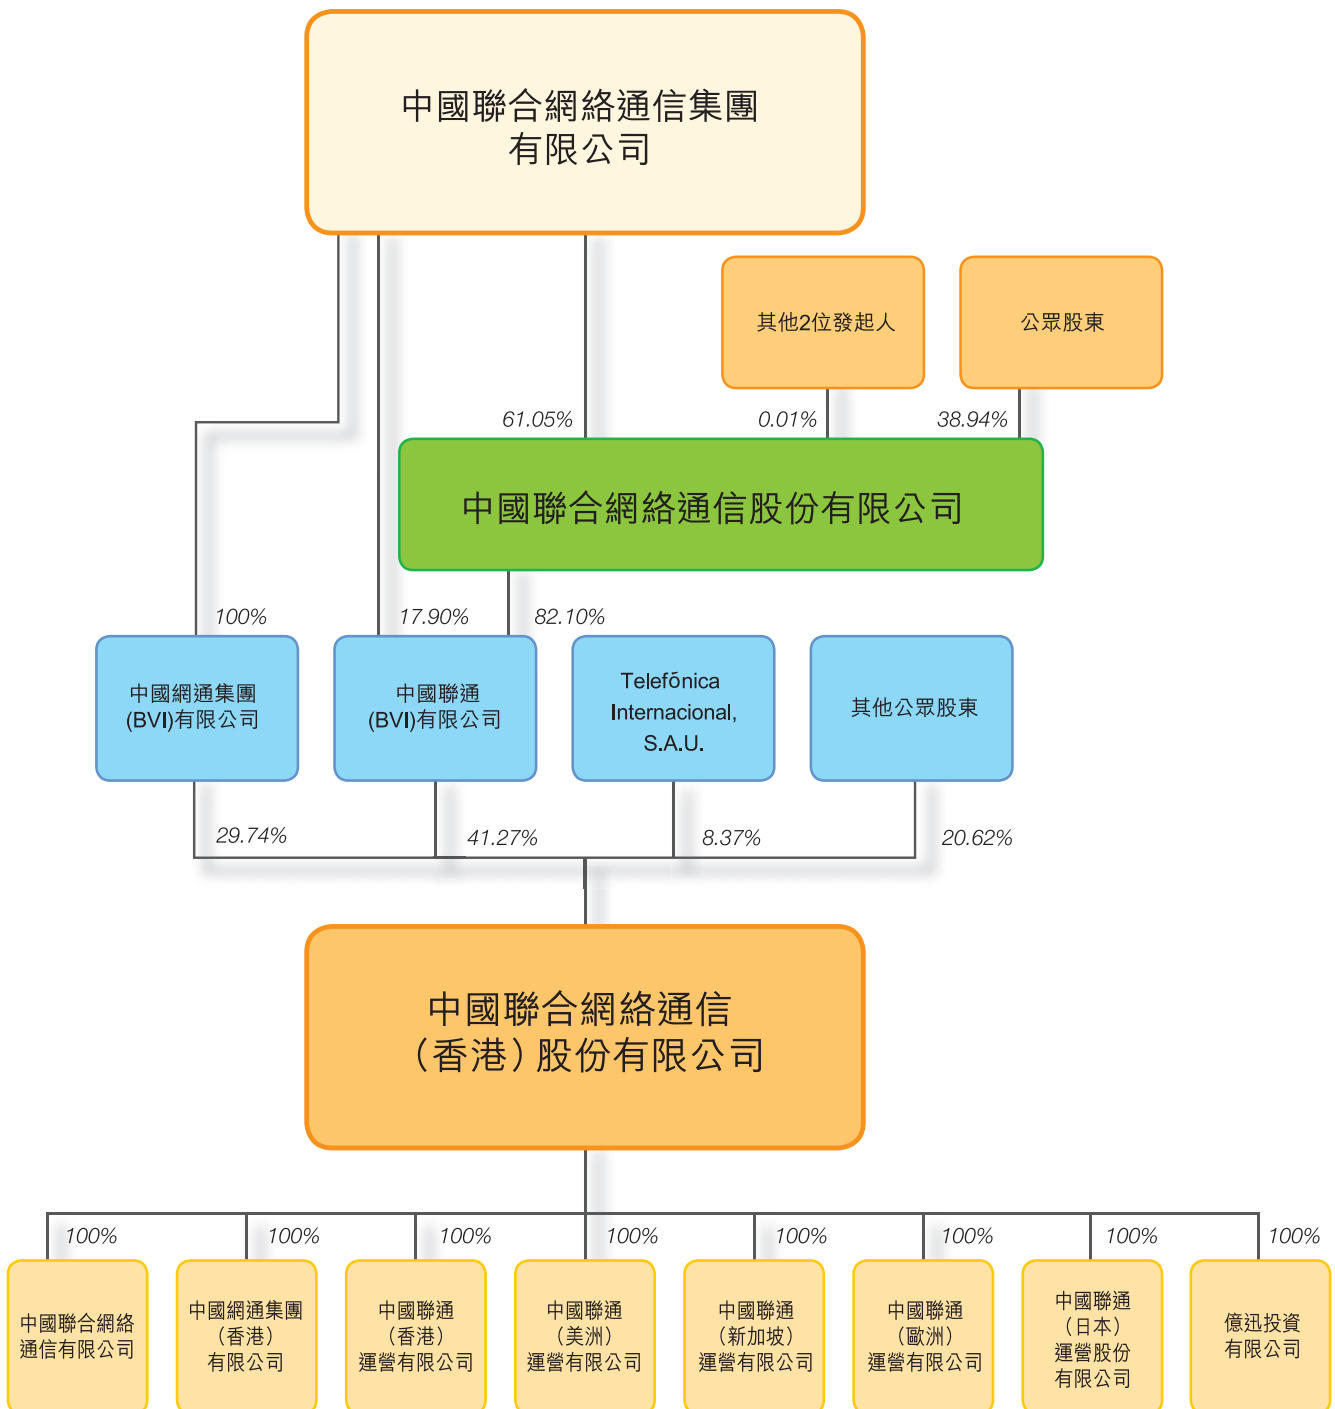 中國聯合網絡通信集團
有限公司
其他2位發起人
公眾股東
61.05%
0.01%
38.94%
中國聯合網絡通信股份有限公司
100%
17.90%
82.10%
中國網通集團
(BVI)有限公司
中國聯通
(BVI)有限公司
Telefōnica
Internacional,
S.A.U.
其他公眾股東
29.74%
41.27%
8.37%
20.62%
中國聯合網絡通信
（香港）股份有限公司
100%
100%
100%
100%
100%
100%
100%
100%
中國聯合網絡
通信有限公司
中國網通集團
（香港）
有限公司
中國聯通
（香港）
運營有限公司
中國聯通
（美洲）
運營有限公司
中國聯通
（新加坡）
運營有限公司
中國聯通
（歐洲）
運營有限公司
中國聯通
（日本）
運營股份
有限公司
億迅投資
有限公司